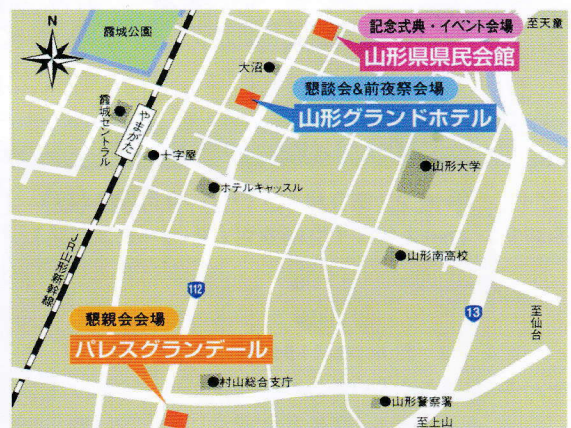 N
霞城公園
記念式典・イベント会場
至天童
山形県県民会館
大沼
懇談会&前夜祭会場
山形グランドホテル
霞城セントラル
やまがた
十字屋
山形大学
ホテルキャッスル
JR山形新幹線
山形南高校
112
13
至仙台
懇親会会場
パレスグランデール
村山総合支庁
山形警察署
至上山